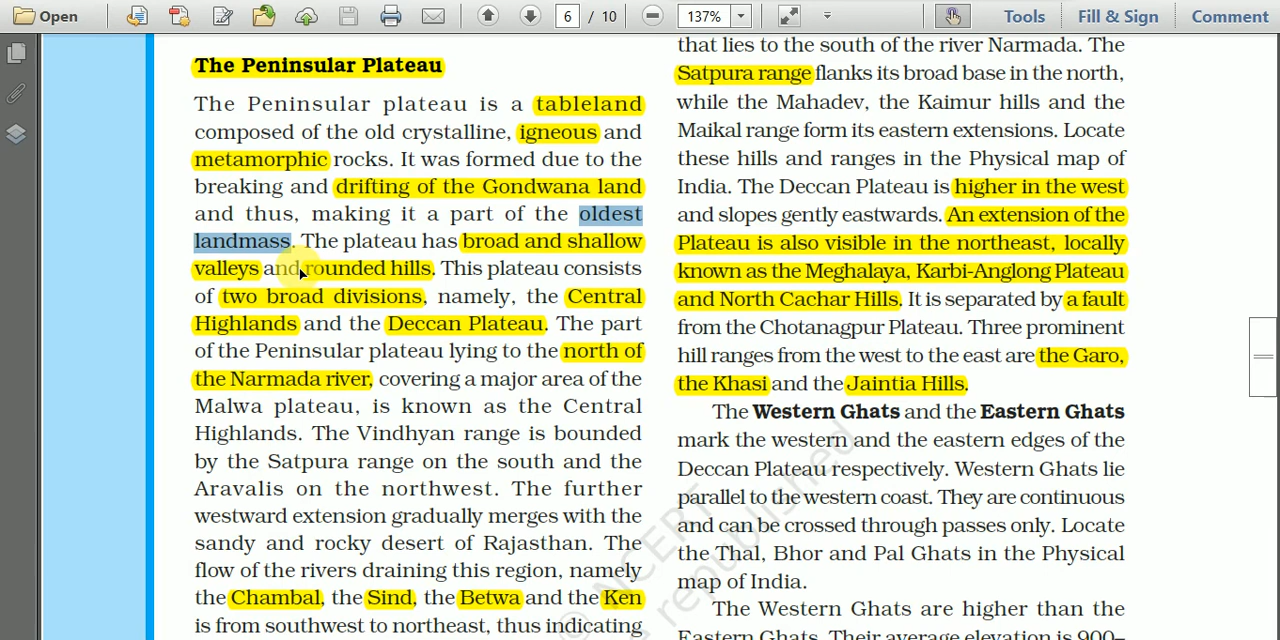 Open
6
/ 10
137%
Tools
Fill & Sign
Comment
The Peninsular Plateau
The Peninsular plateau is a tableland
composed of the old crystalline, igneous and
metamorphic rocks. It was formed due to the
breaking and drifting of the Gondwana land
and thus, making it a part of the oldest
landmass. The plateau has broad and shallow
valleys and rounded hills. This plateau consists
of two broad divisions, namely, the Central
Highlands and the Deccan Plateau. The part
of the Peninsular plateau lying to the north of
the Narmada river, covering a major area of the
Malwa plateau, is known as the Central
Highlands. The Vindhyan range is bounded
by the Satpura range on the south and the
Aravalis on the northwest. The further
westward extension gradually merges with the
sandy and rocky desert of Rajasthan. The
flow of the rivers draining this region, namely
the Chambal, the Sind, the Betwa and the Ken
is from southwest to northeast, thus indicating
that lies to the south of the river Narmada. The
Satpura range flanks its broad base in the north,
while the Mahadev, the Kaimur hills and the
Maikal range form its eastern extensions. Locate
these hills and ranges in the Physical map of
India. The Deccan Plateau is higher in the west
and slopes gently eastwards. An extension of the
Plateau is also visible in the northeast, locally
known as the Meghalaya, Karbi-Anglong Plateau
and North Cachar Hills. It is separated by a fault
from the Chotanagpur Plateau. Three prominent
hill ranges from the west to the east are the Garo,
the Khasi and the Jaintia Hills.
The Western Ghats and the Eastern Ghats
mark the western and the eastern edges of the
Deccan Plateau respectively. Western Ghats lie
parallel to the western coast. They are continuous
and can be crossed through passes only. Locate
the Thal, Bhor and Pal Ghats in the Physical
map of India.
The Western Ghats are higher than the
Eastern Ghats. Their average elevation is 900–
© NCERT
republished